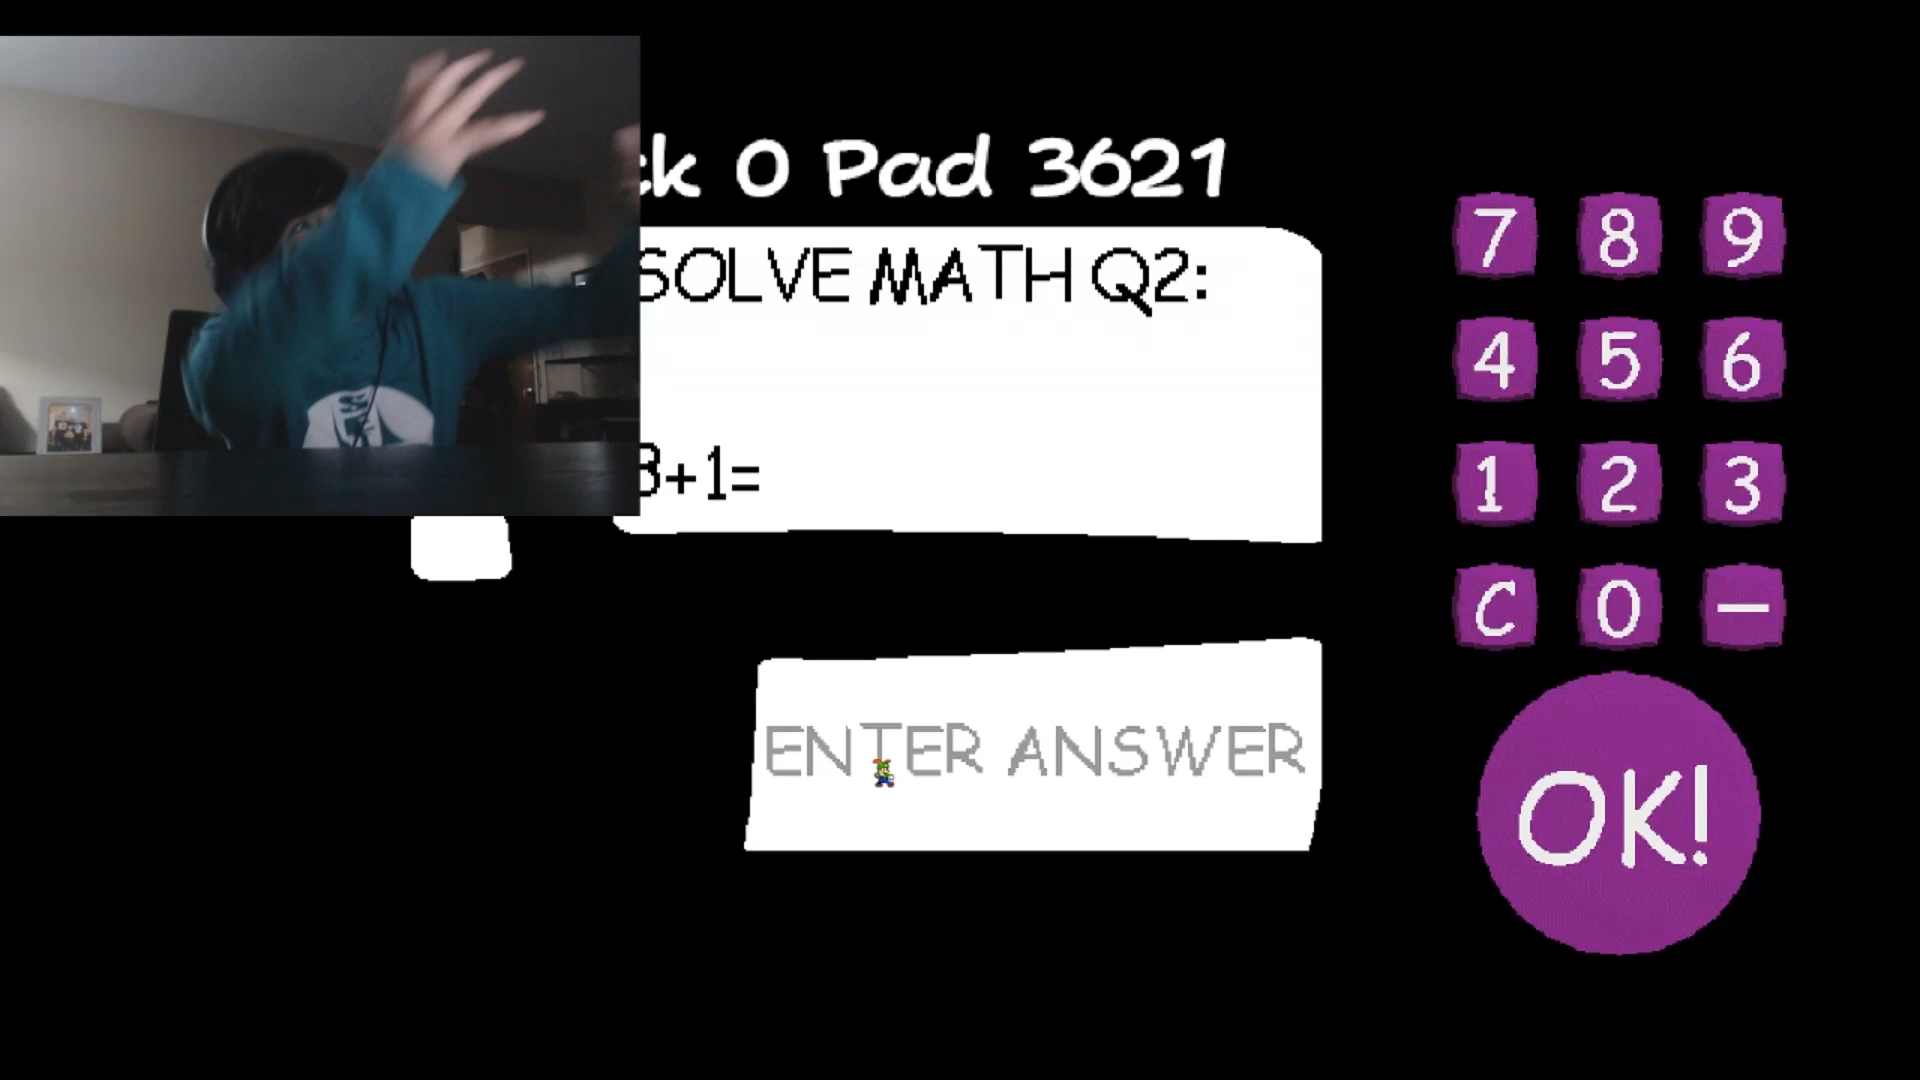 k 0 Pad 3621
SOLVE MATH Q2:
3+1=
ENTER ANSWER
7 8 9
4 5 6
1 2 3
C 0 —
OK!